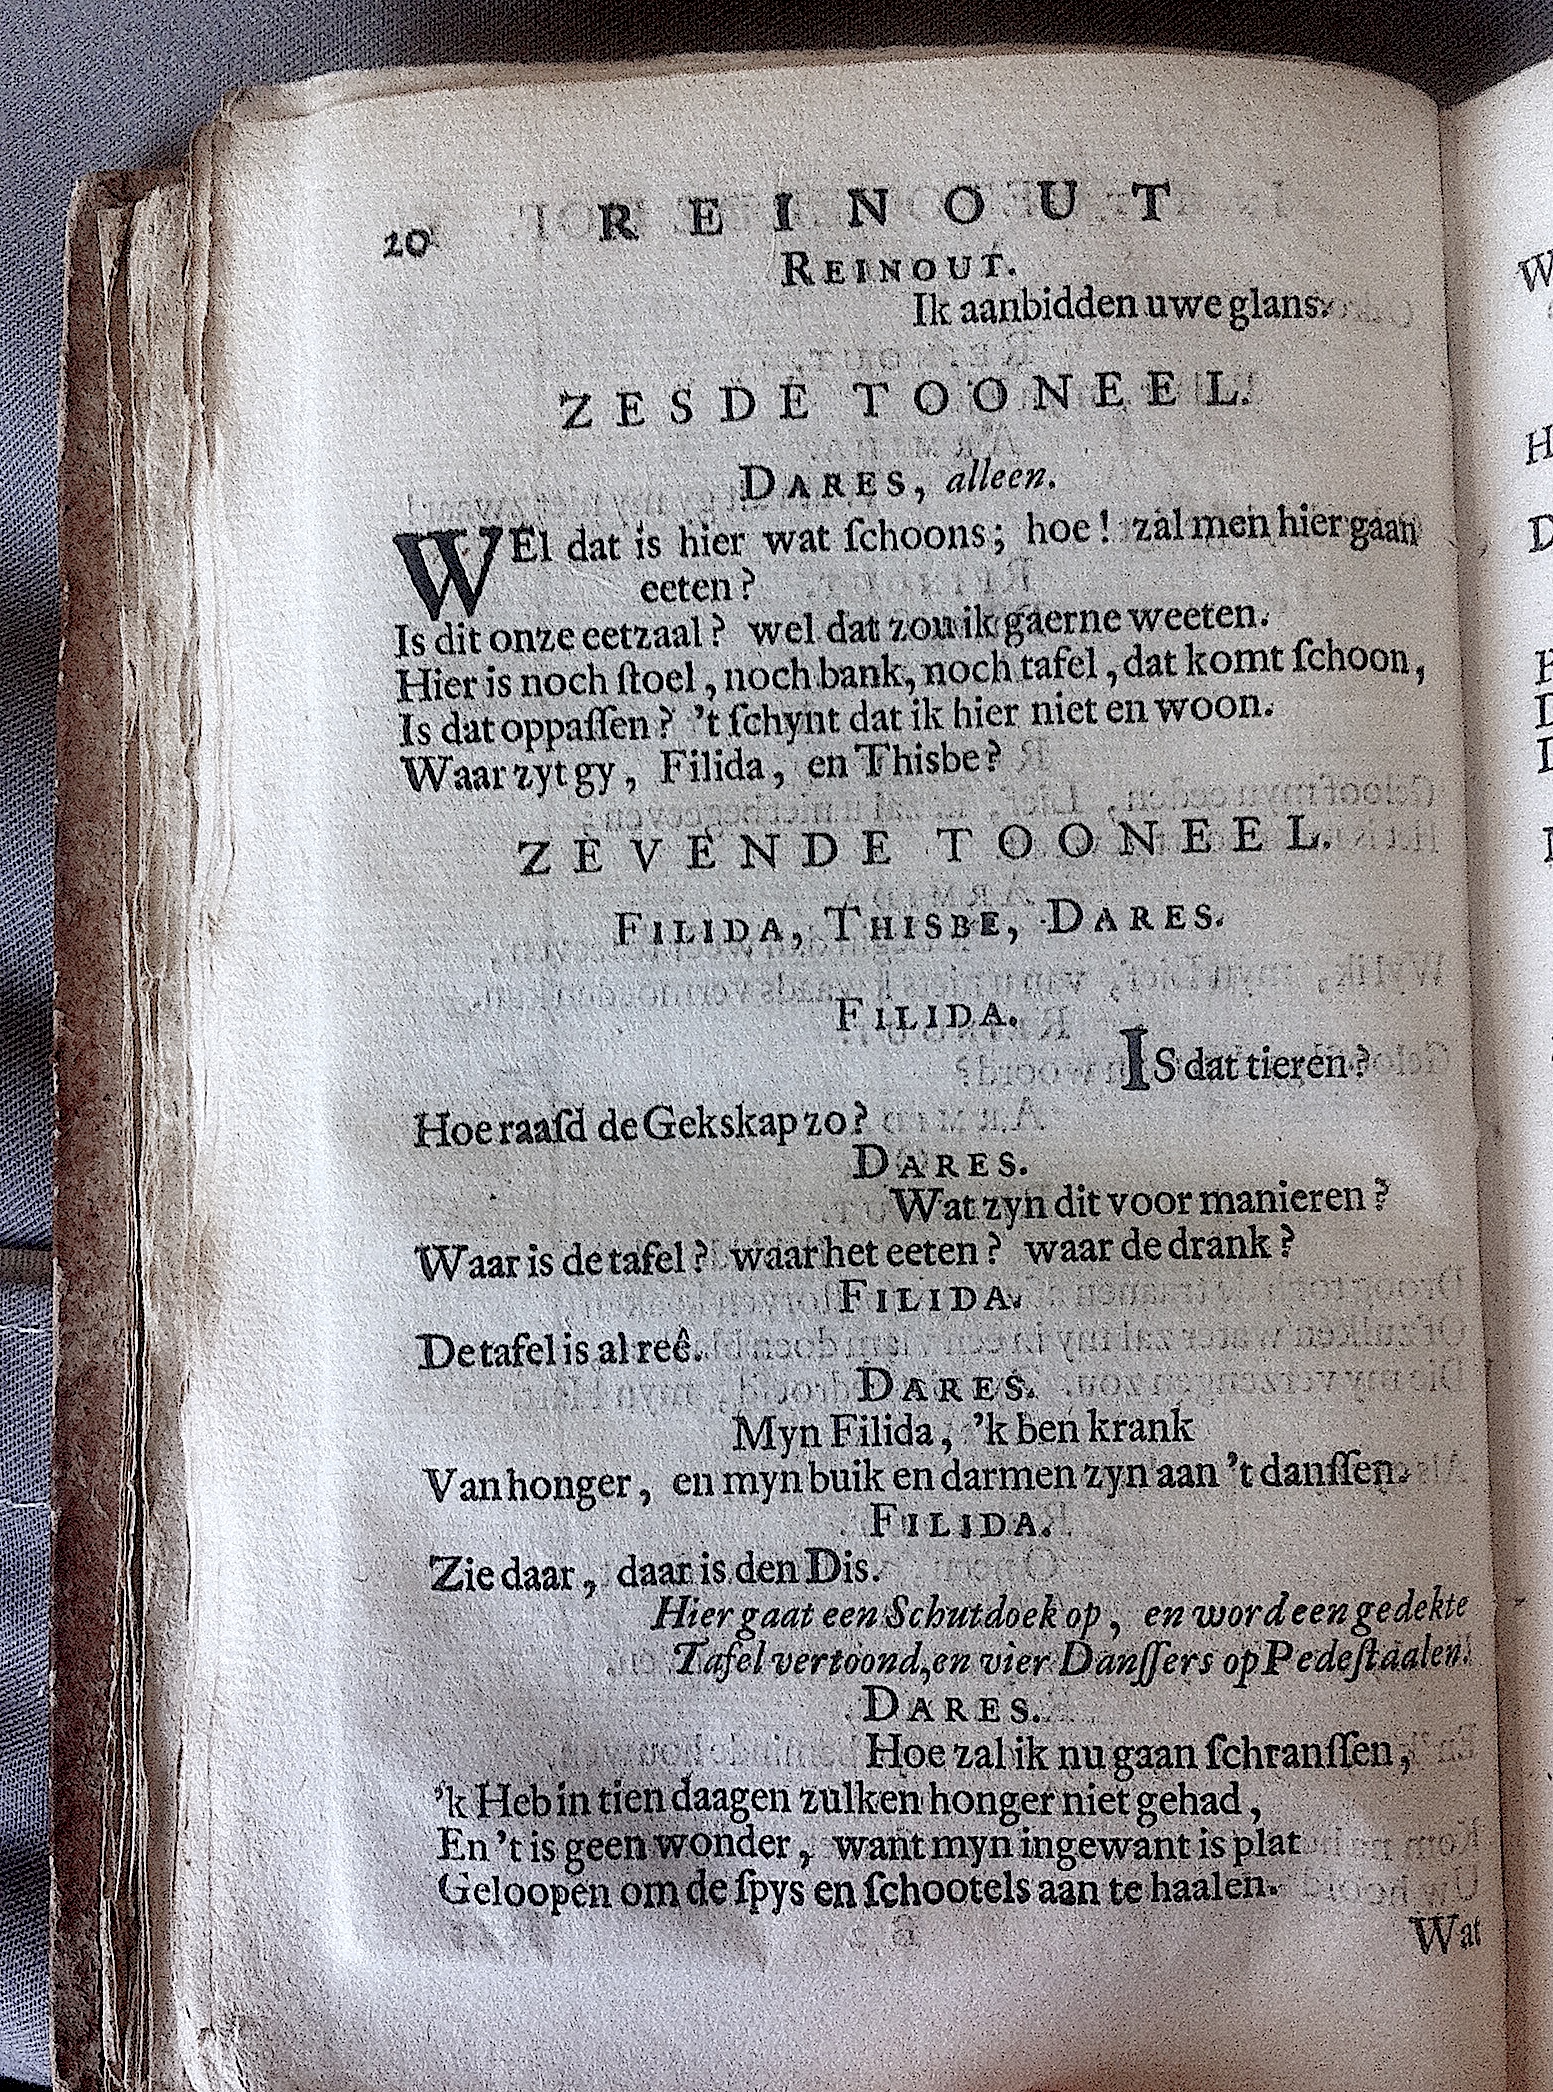 20 REINOUT
REINOUT.
Ik aanbidden uwe glans.
ZESDE TOONEEL.
DARES, alleen.
WEl dat is hier wat ſchoons; hoe! zal men hier gaan
eeten?
Is dit onze eetzaal? wel dat zou ik gaerne weeten.
Hier is noch ſtoel, noch bank, noch tafel, dat komt ſchoon,
Is dat oppaſſen? 't ſchynt dat ik hier niet en woon.
Waar zyt gy, Filida, en Thisbe?
ZEVENDE TOONEEL.
FILIDA, THISBE, DARES.
FILIDA.
IS dat tieren?
Hoe raaſd de Gekskap zo?
DARES.
Wat zyn dit voor manieren?
Waar is de tafel? waar het eeten? waar de drank?
FILIDA.
De tafel is al reê.
DARES.
Myn Filida, 'k ben krank
Van honger, en myn buik en darmen zyn aan 't danſſen.
FILIDA.
Zie daar, daar is den Dis.
Hier gaat een Schutdoek op, en word een gedekte
Tafel vertoond, en vier Danſſers op Pedeſtaalen.
DARES.
Hoe zal ik nu gaan ſchranſſen,
'k Heb in tien daagen zulken honger niet gehad,
En 't is geen wonder, want myn ingewant is plat
Geloopen om de ſpys en ſchootels aan te haalen.
Wat